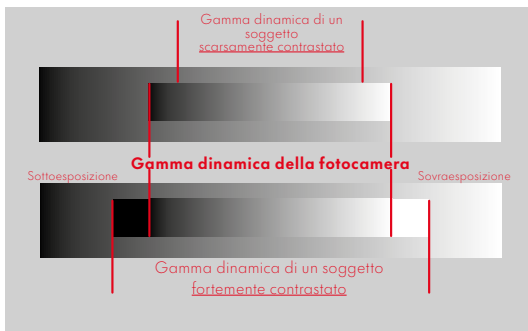 Gamma dinamica di un
soggetto
scarsamente contrastato
Gamma dinamica della fotocamera
Sottoesposizione
Sovraesposizione
Gamma dinamica di un soggetto
fortemente contrastato